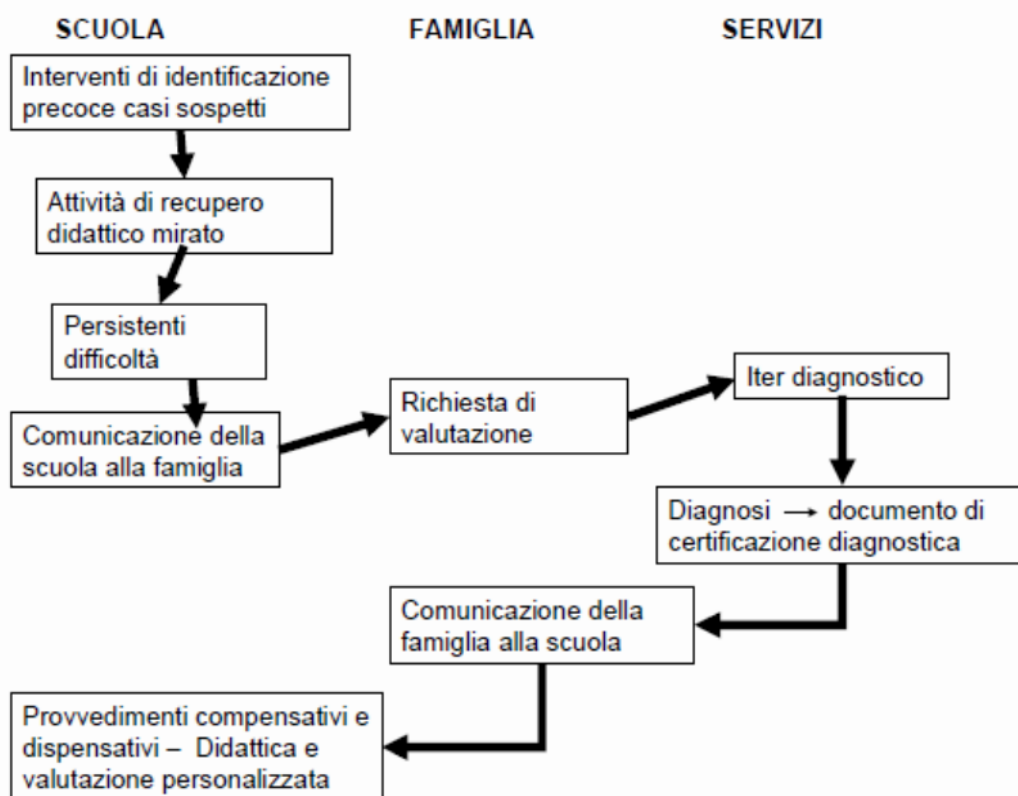 SCUOLA
FAMIGLIA
SERVIZI
Interventi di identificazione
precoce casi sospetti
Attività di recupero
didattico mirato
Persistenti
difficoltà
Comunicazione della
scuola alla famiglia
Richiesta di
valutazione
Iter diagnostico
Diagnosi → documento di
certificazione diagnostica
Comunicazione della
famiglia alla scuola
Provvedimenti compensativi e
dispensativi – Didattica e
valutazione personalizzata